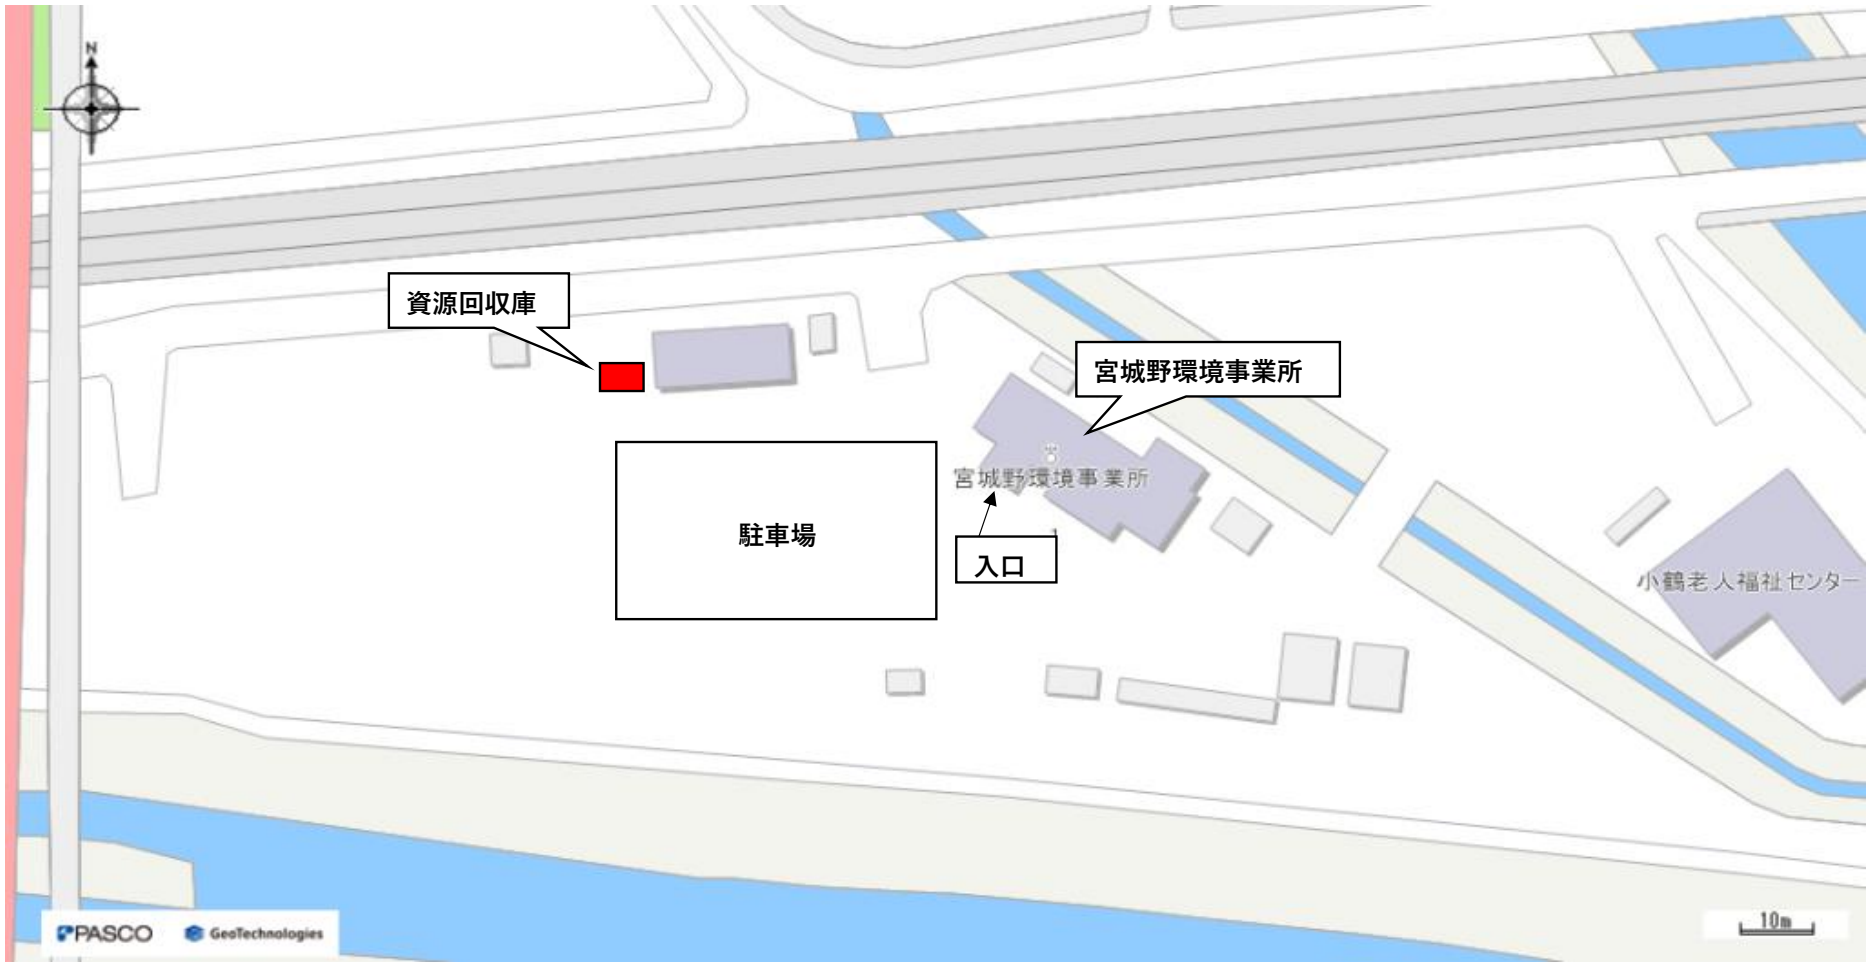 N
資源回収庫
宮城野環境事業所
宮城野環境事業所
駐車場
入口
小鶴老人福祉センター
PASCO
GeoTechnologies
10m